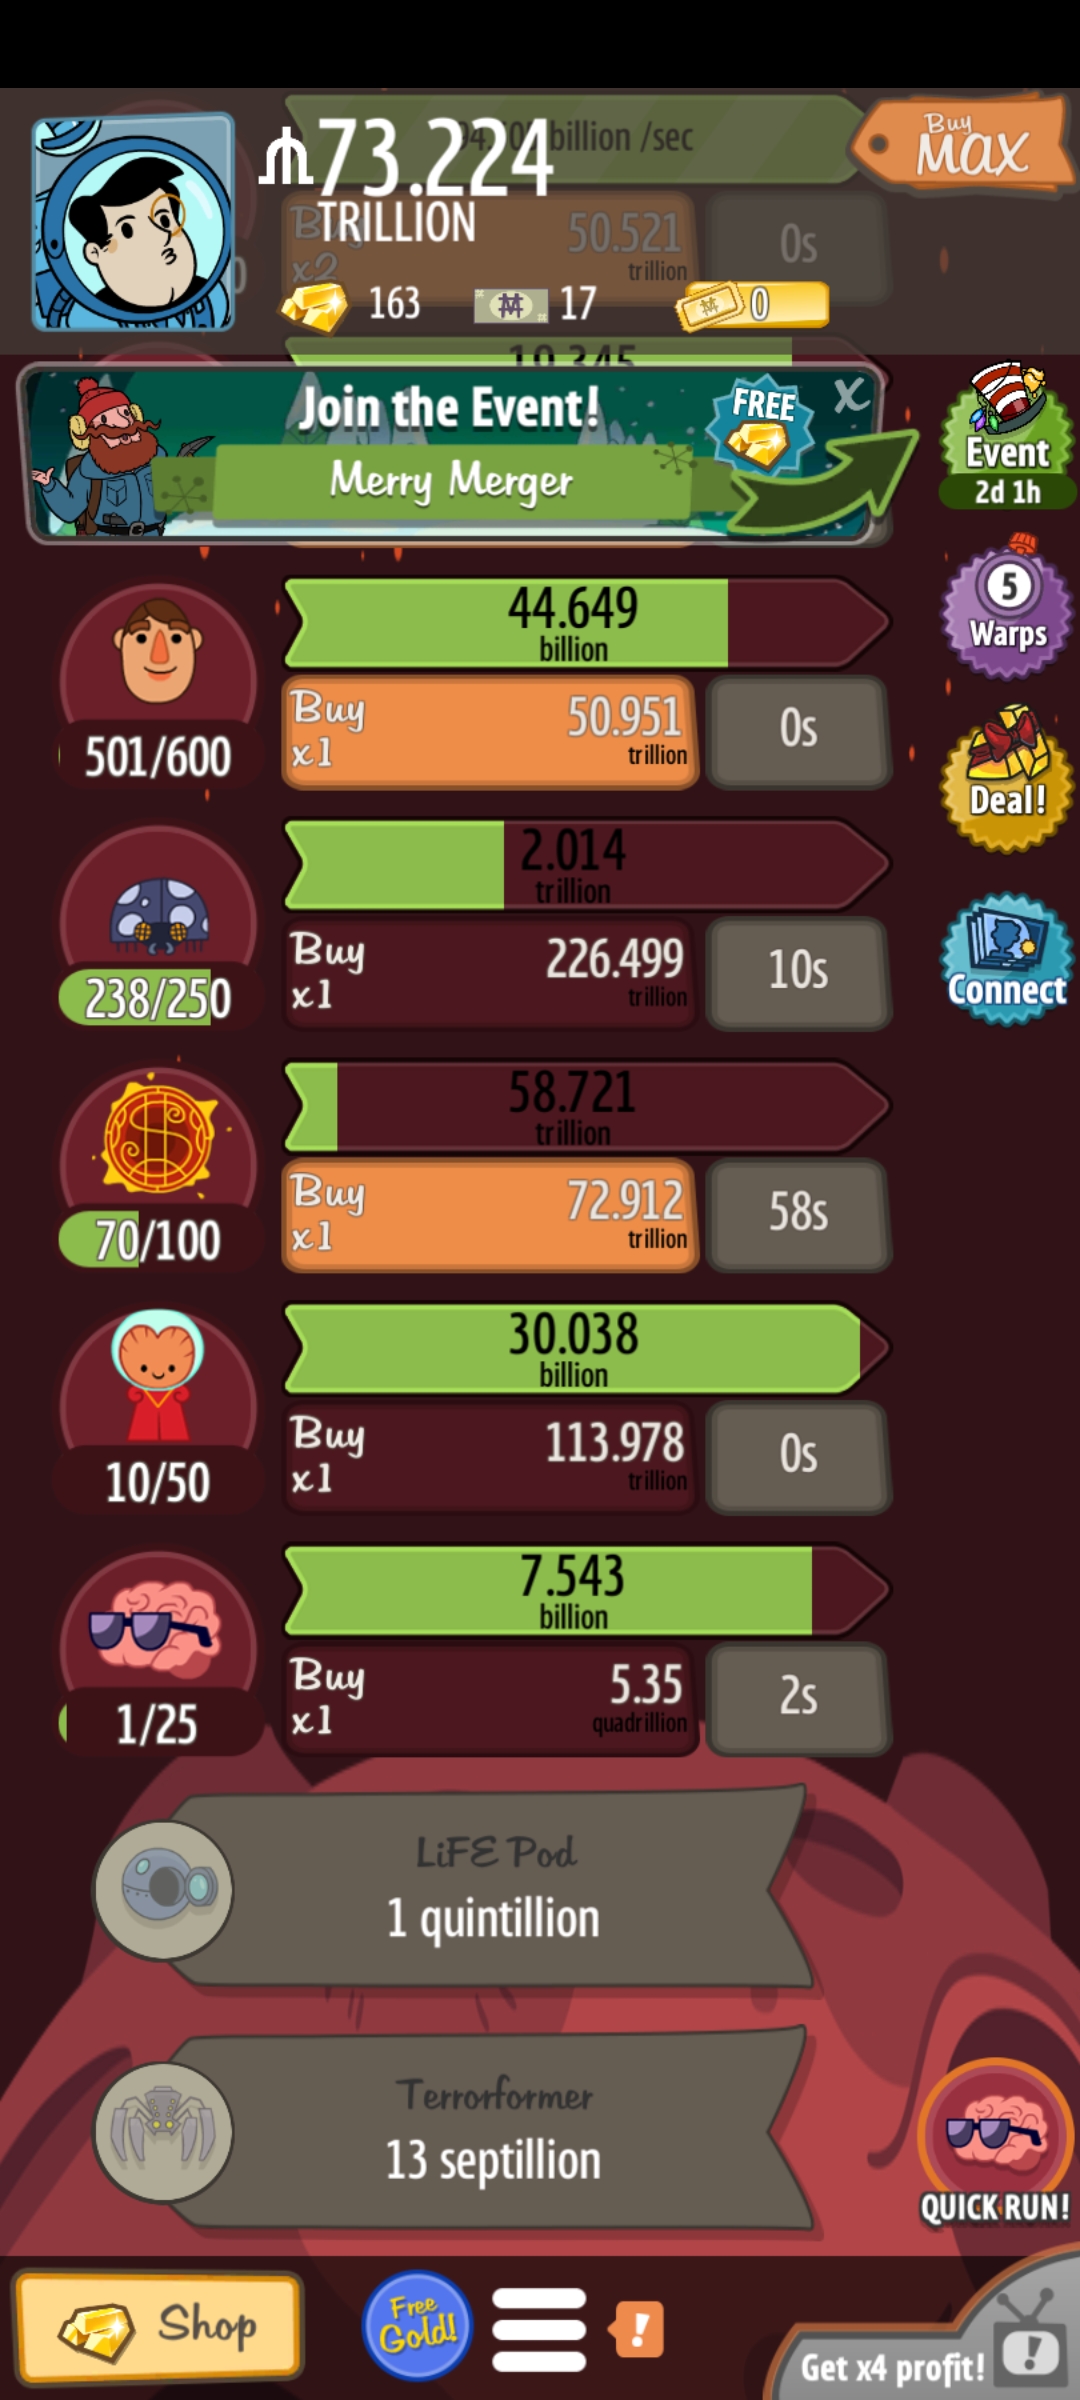 billion /sec
73.224
TRILLION
Buy
MAX
x2
50.521
trillion
0s
163
17
0
Join the Event!
Merry Merger
FREE
X
Event
2d 1h
44.649
billion
Buy
x1
50.951
trillion
0s
501/600
5
Warps
2.014
trillion
Buy
x1
226.499
trillion
10s
238/250
Deal!
Connect
58.721
trillion
Buy
x1
72.912
trillion
58s
70/100
30.038
billion
Buy
x1
113.978
trillion
0s
10/50
7.543
billion
Buy
x1
5.35
quadrillion
2s
1/25
LiFE Pod
1 quintillion
Terrorformer
13 septillion
QUICK RUN!
Shop
Free
Gold!
!
Get x4 profit!
!